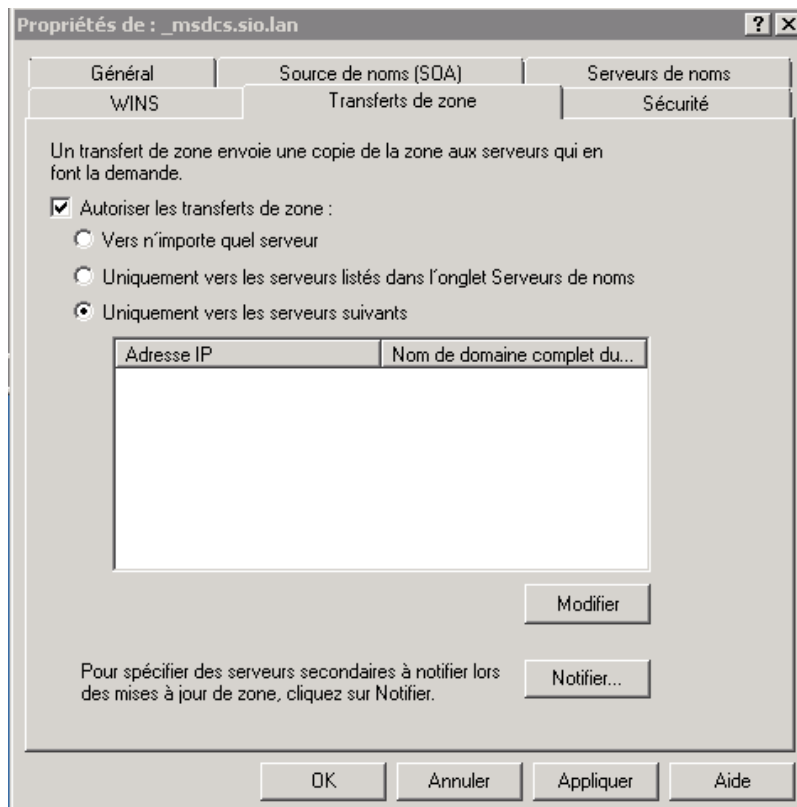 Propriétés de : _msdcs.sio.lan
Général Source de noms (SOA) Serveurs de noms
WINS Transferts de zone Sécurité
Un transfert de zone envoie une copie de la zone aux serveurs qui en
font la demande.
Autoriser les transferts de zone :
Vers n'importe quel serveur
Uniquement vers les serveurs listés dans l'onglet Serveurs de noms
Uniquement vers les serveurs suivants
Adresse IP Nom de domaine complet du...
Modifier
Pour spécifier des serveurs secondaires à notifier lors
des mises à jour de zone, cliquez sur Notifier.
Notifier...
OK Annuler Appliquer Aide